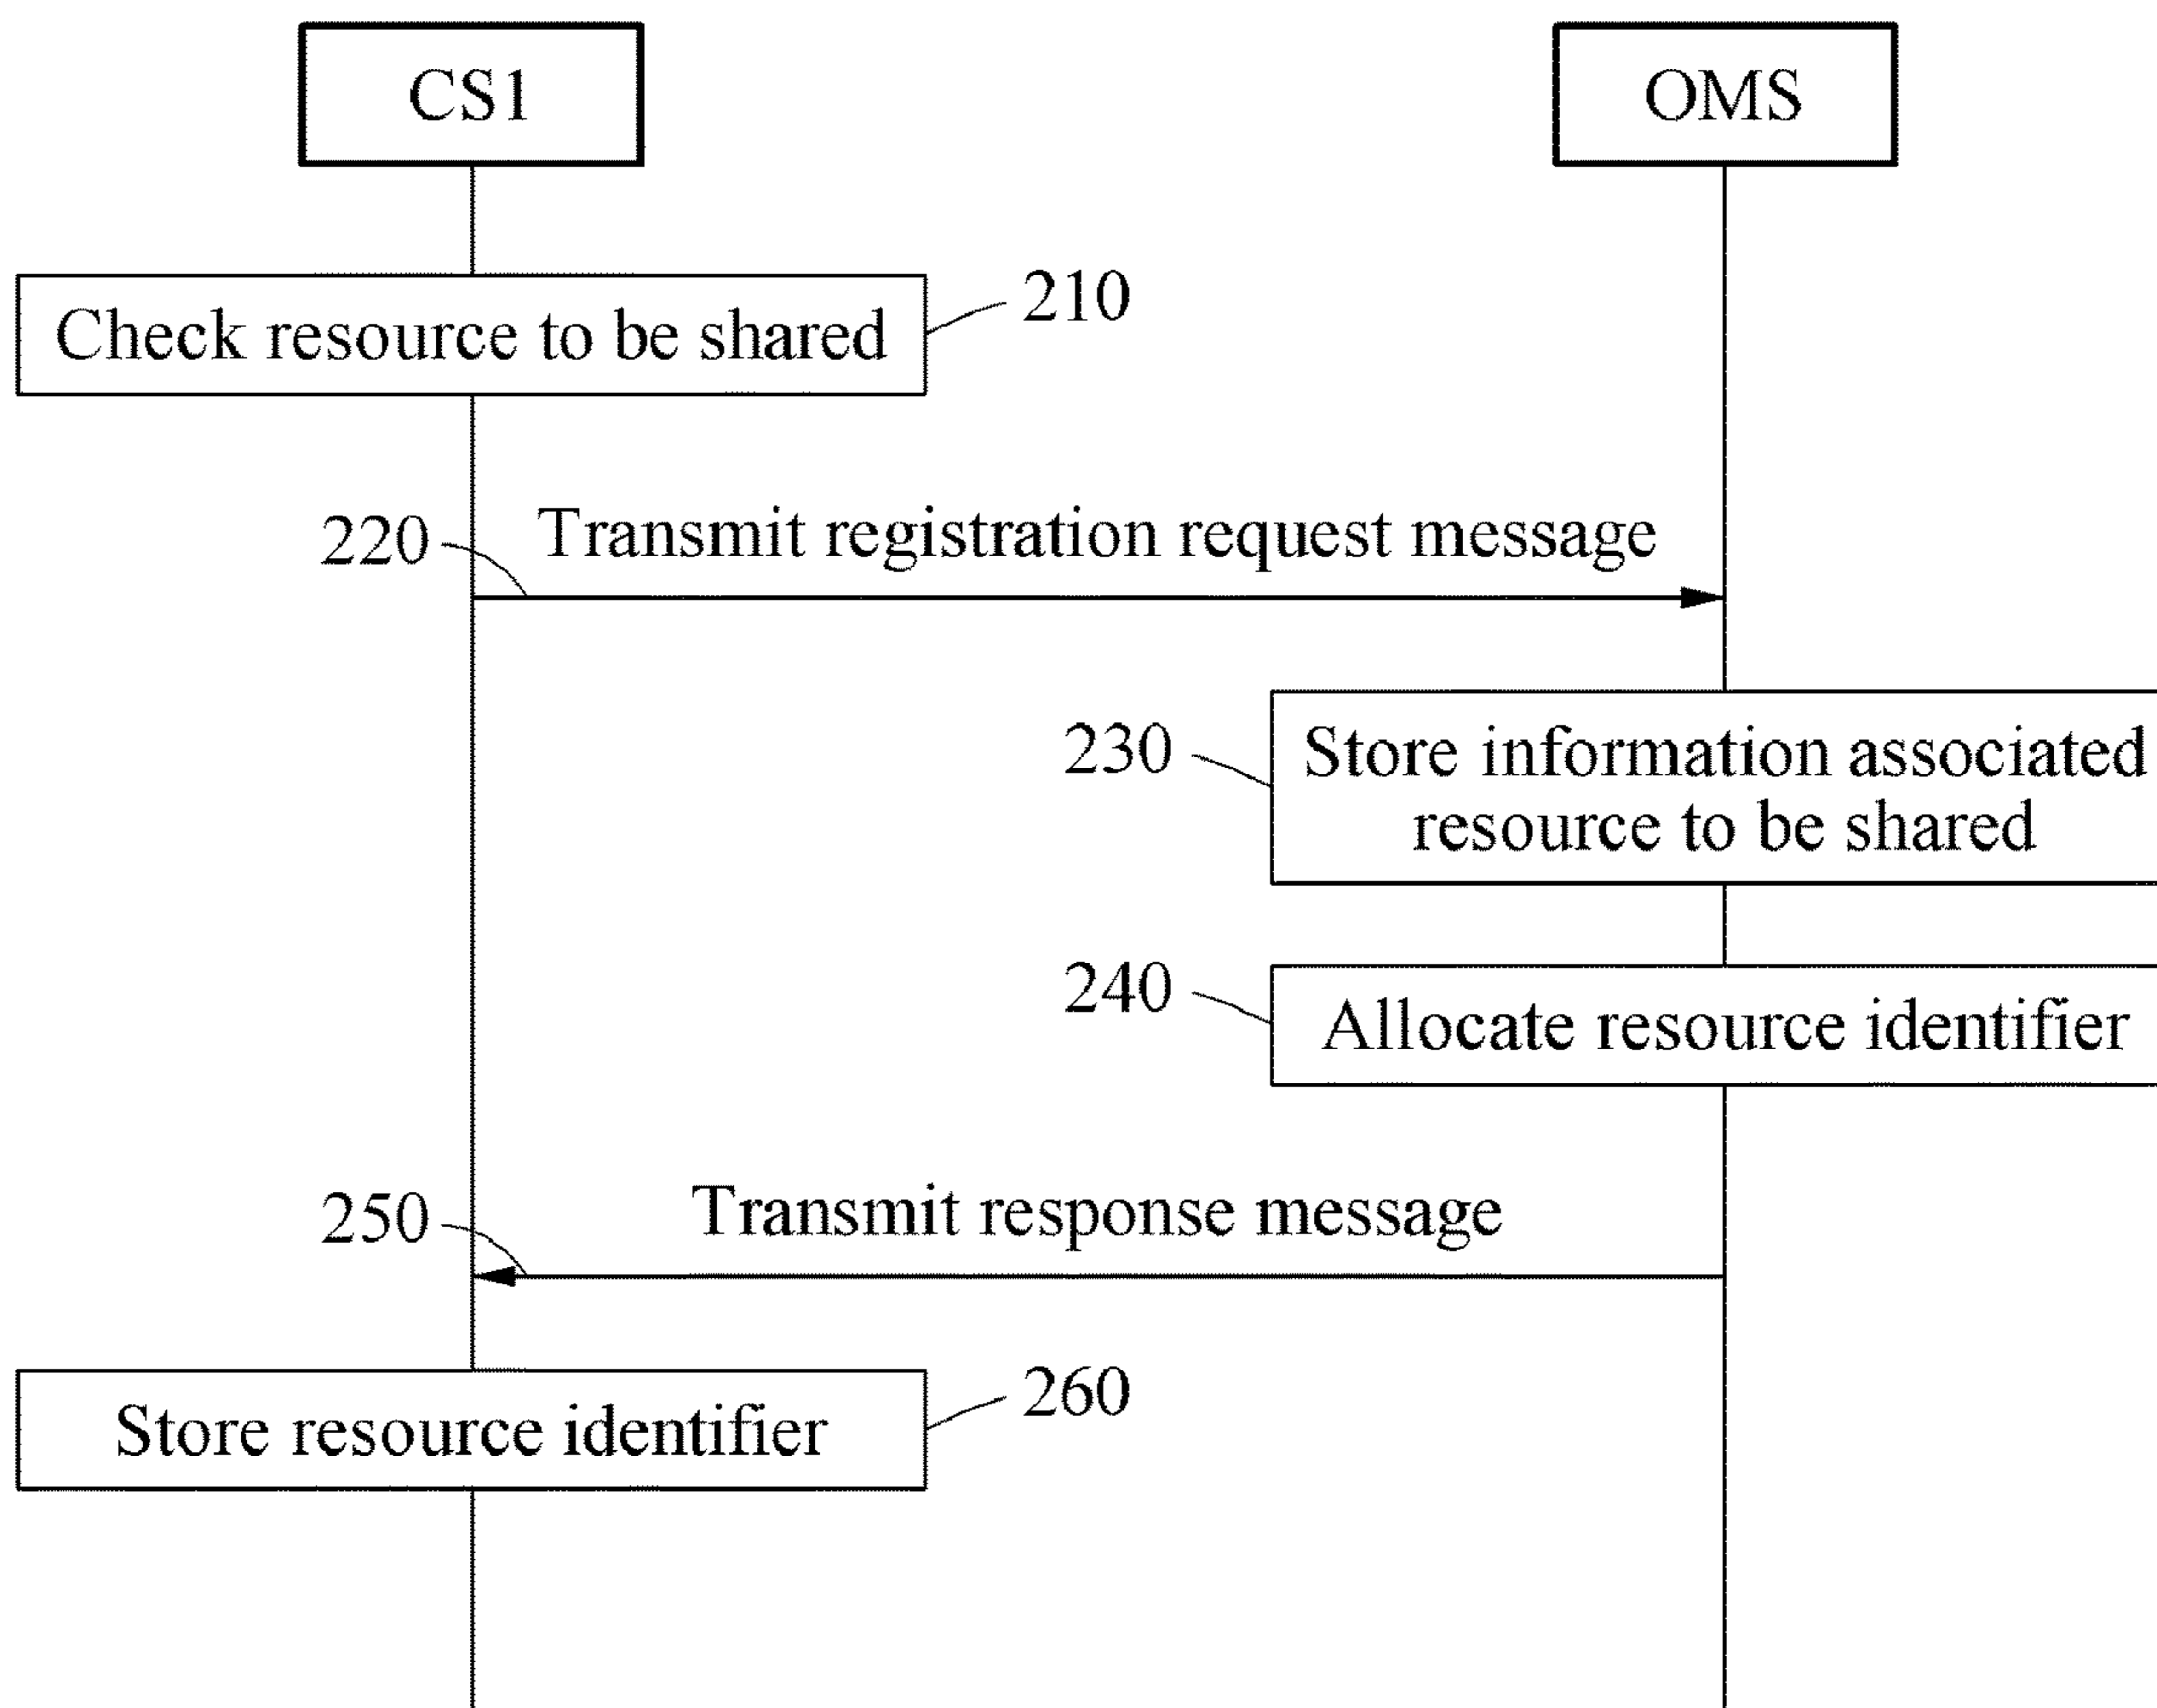 CS1
OMS
Check resource to be shared
210
220
Transmit registration request message
230
Store information associated
resource to be shared
240
Allocate resource identifier
250
Transmit response message
Store resource identifier
260